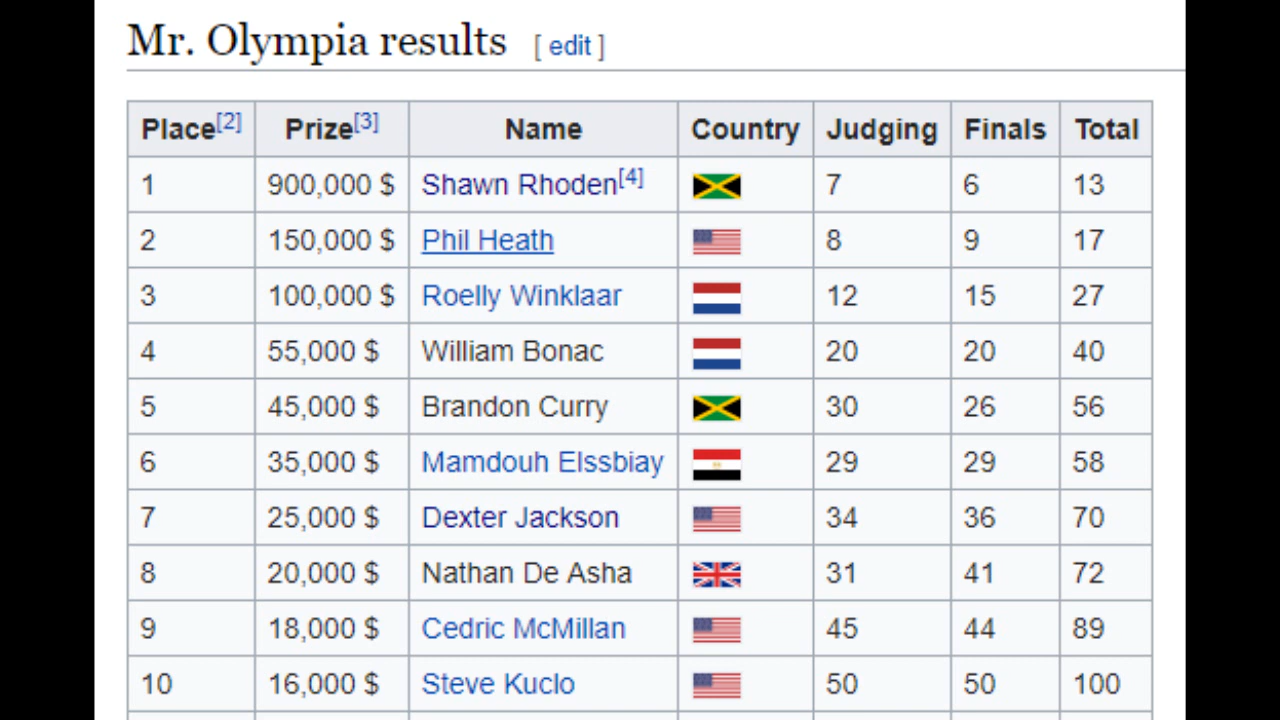 Mr. Olympia results [ edit ]
Place[2] Prize[3] Name Country Judging Finals Total
1 900,000 $ Shawn Rhoden[4] 7 6 13
2 150,000 $ Phil Heath 8 9 17
3 100,000 $ Roelly Winklaar 12 15 27
4 55,000 $ William Bonac 20 20 40
5 45,000 $ Brandon Curry 30 26 56
6 35,000 $ Mamdouh Elssbiay 29 29 58
7 25,000 $ Dexter Jackson 34 36 70
8 20,000 $ Nathan De Asha 31 41 72
9 18,000 $ Cedric McMillan 45 44 89
10 16,000 $ Steve Kuclo 50 50 100